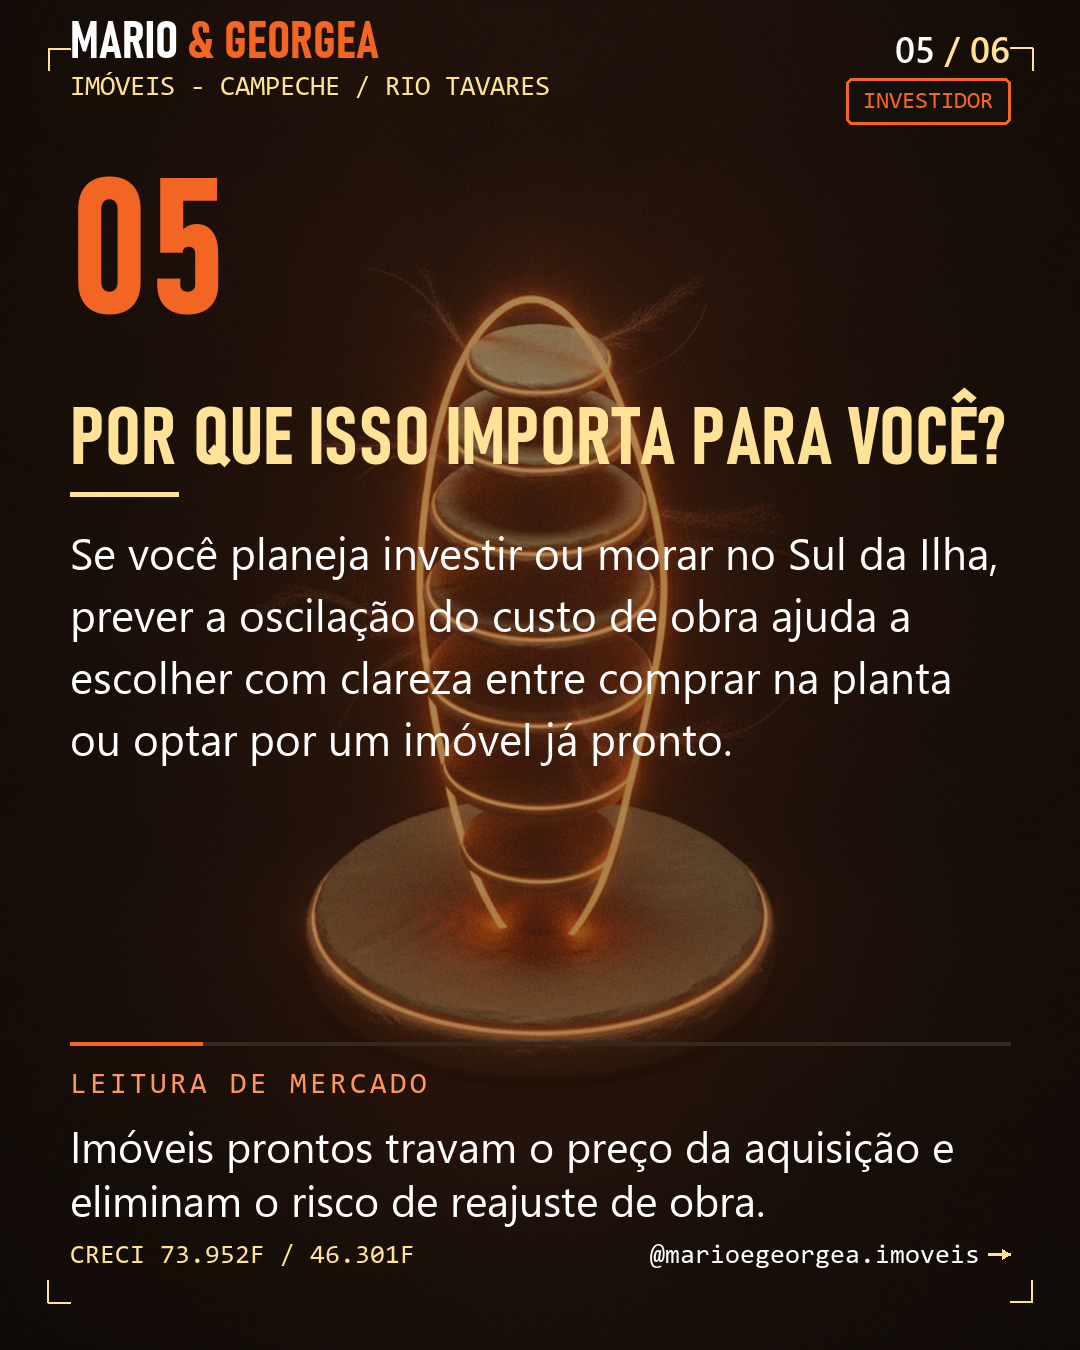 MARIO & GEORGEA
IMÓVEIS - CAMPECHE / RIO TAVARES
05 / 06
INVESTIDOR
05
POR QUE ISSO IMPORTA PARA VOCÊ?
Se você planeja investir ou morar no Sul da Ilha,
prever a oscilação do custo de obra ajuda a
escolher com clareza entre comprar na planta
ou optar por um imóvel já pronto.
LEITURA DE MERCADO
Imóveis prontos travam o preço da aquisição e
eliminam o risco de reajuste de obra.
CRECI 73.952F / 46.301F
@marioegeorgea.imoveis →